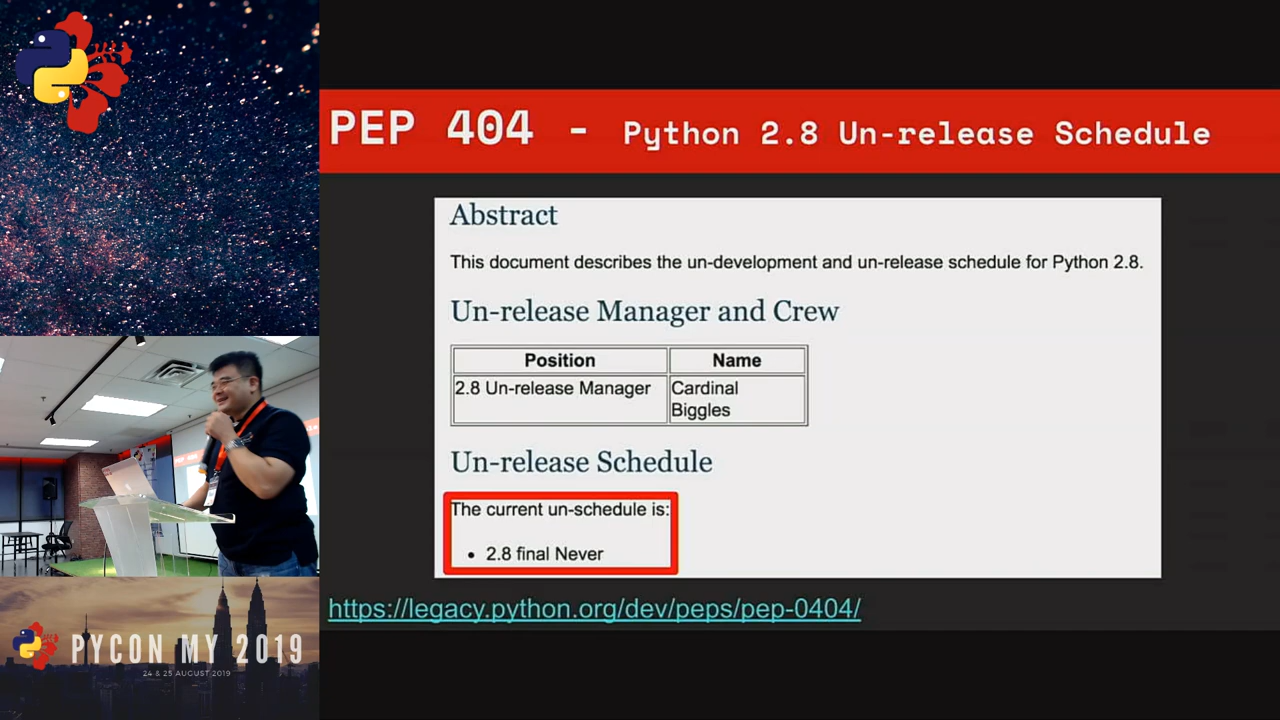 PEP 404 - Python 2.8 Un-release Schedule
Abstract
This document describes the un-development and un-release schedule for Python 2.8.
Un-release Manager and Crew
Position Name
2.8 Un-release Manager Cardinal
Biggles
Un-release Schedule
The current un-schedule is:
• 2.8 final Never
https://legacy.python.org/dev/peps/pep-0404/
PYCON MY 2019
24 & 25 AUGUST 2019